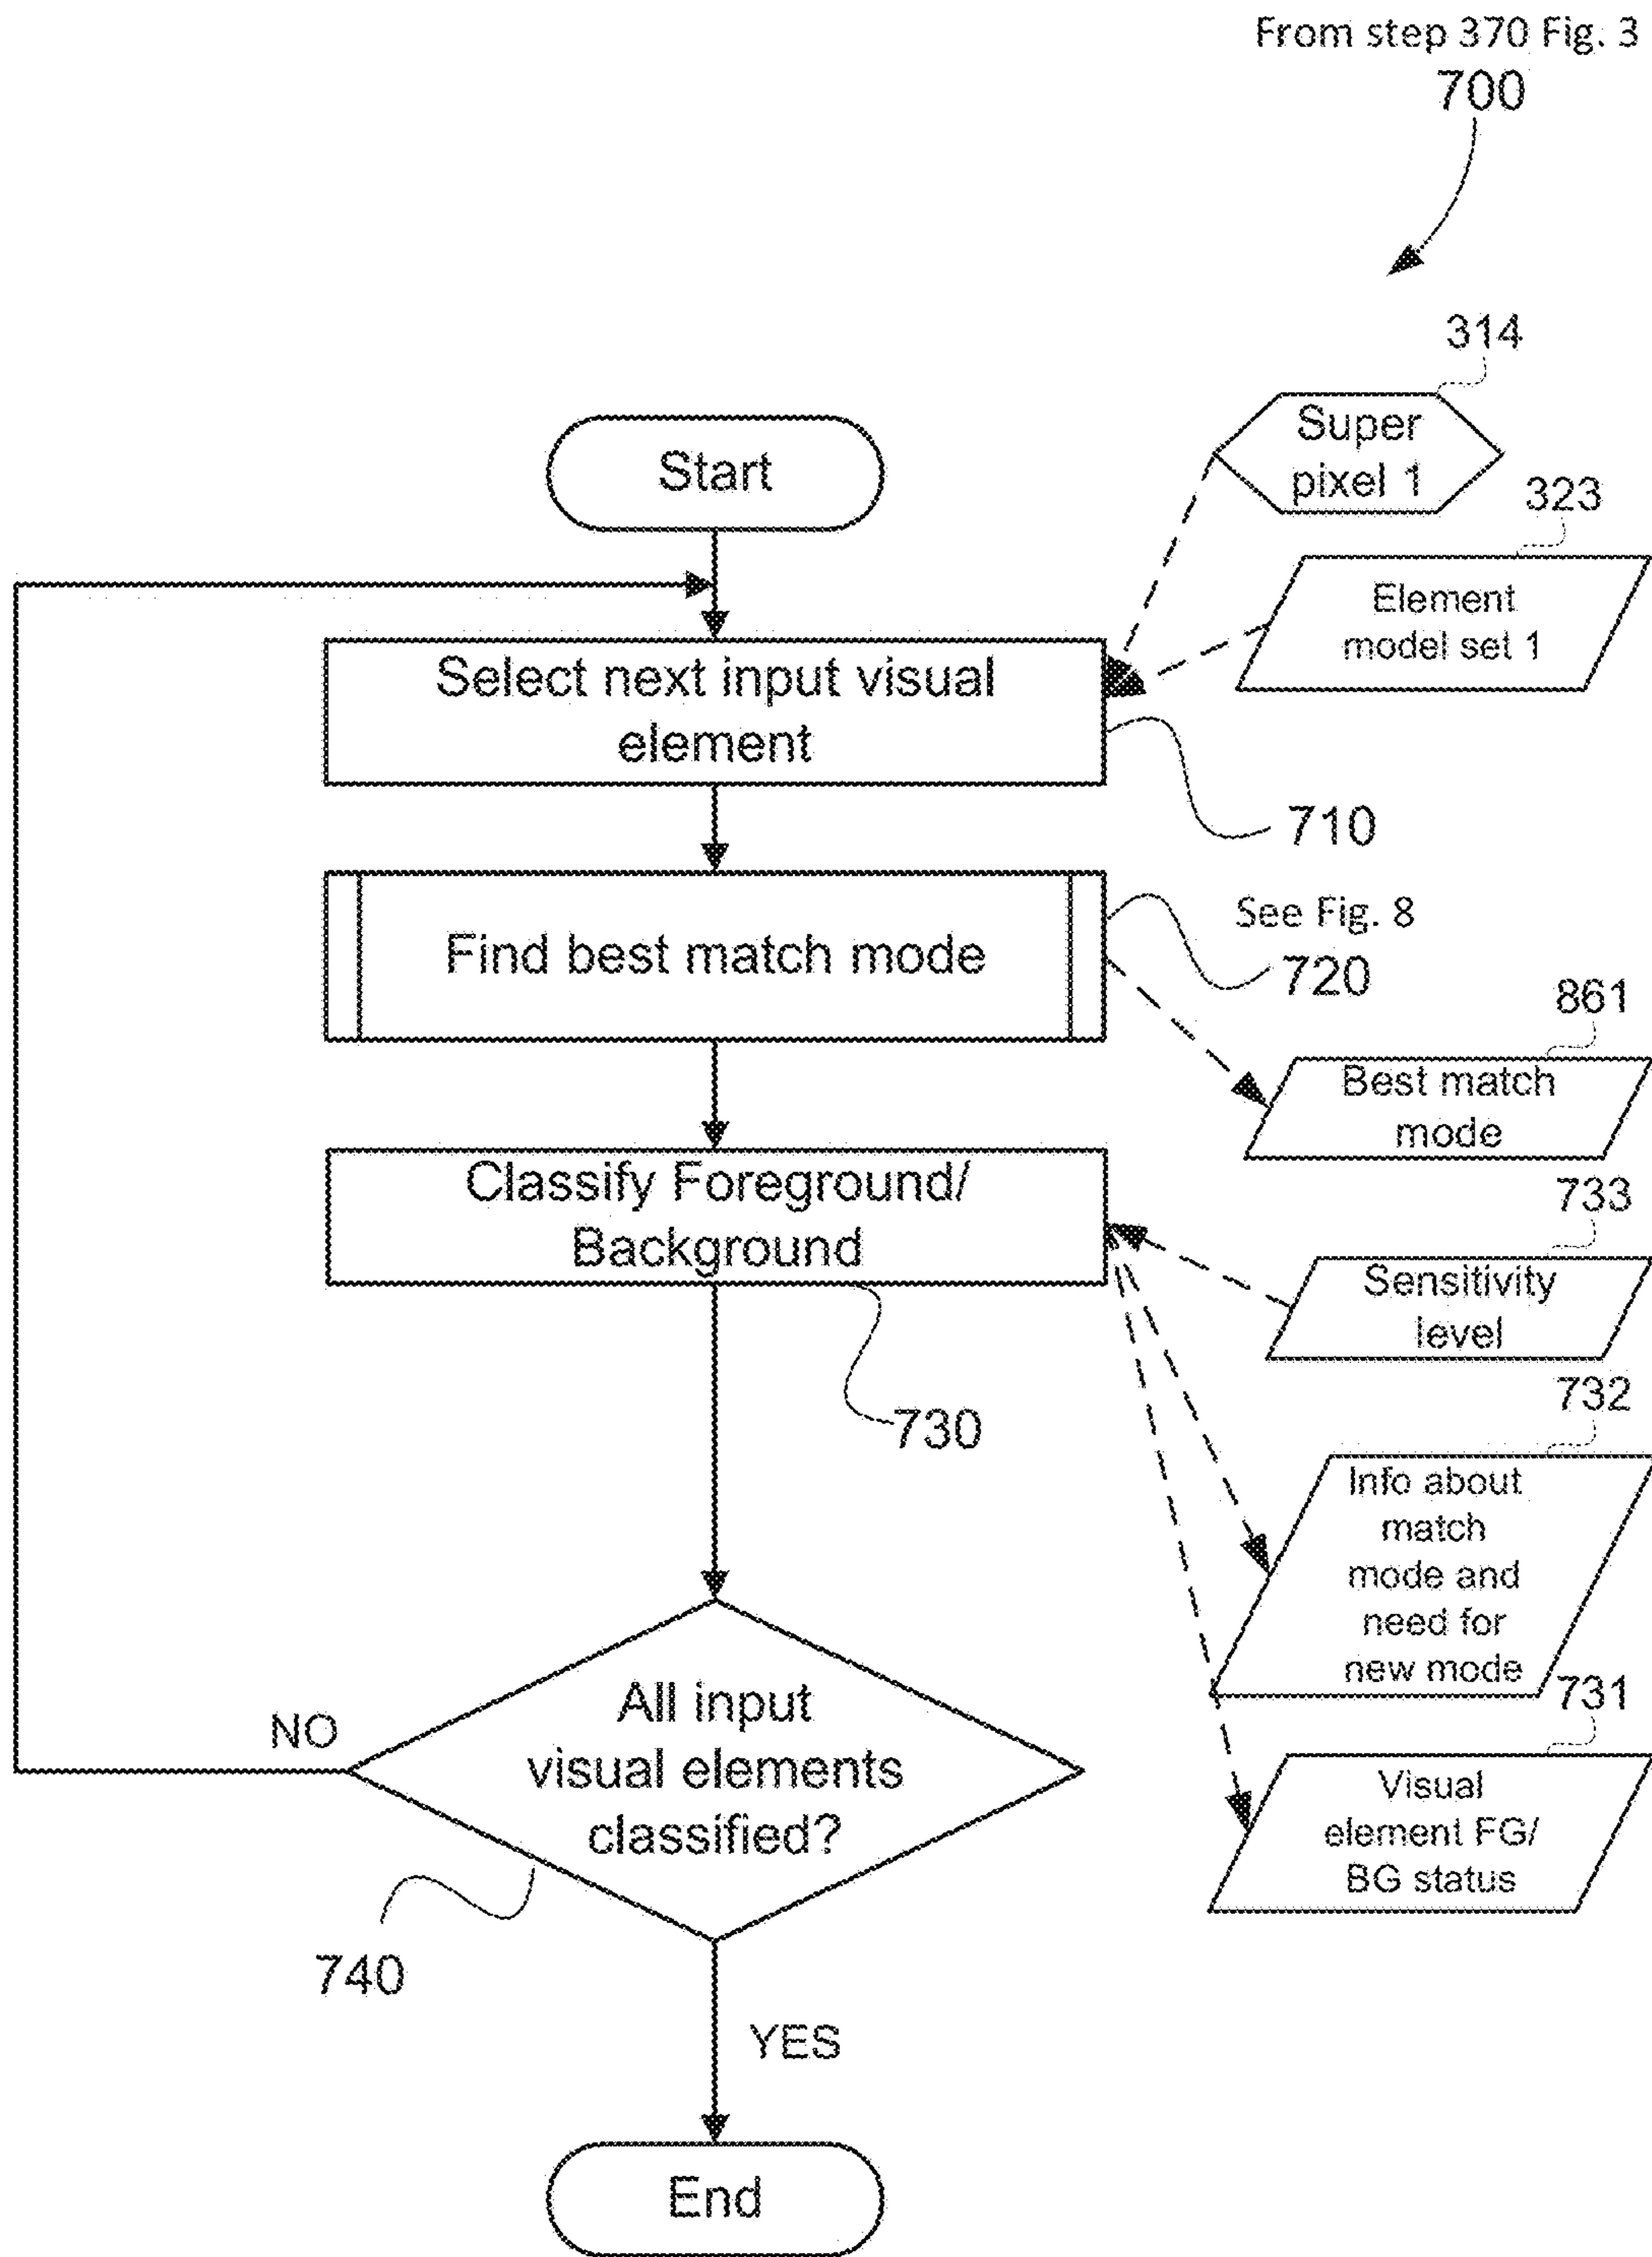 From step 370 Fig. 3
700
314
Super
pixel 1
Start
323
Element
model set 1
Select next input visual
element
710
See Fig. 8
Find best match mode
720
861
Best match
mode
Classify Foreground/
Background
733
Sensitivity
level
730
732
Info about
match
mode and
need for
new mode
731
Visual
element FG/
BG status
All input
visual elements
classified?
NO
740
YES
End